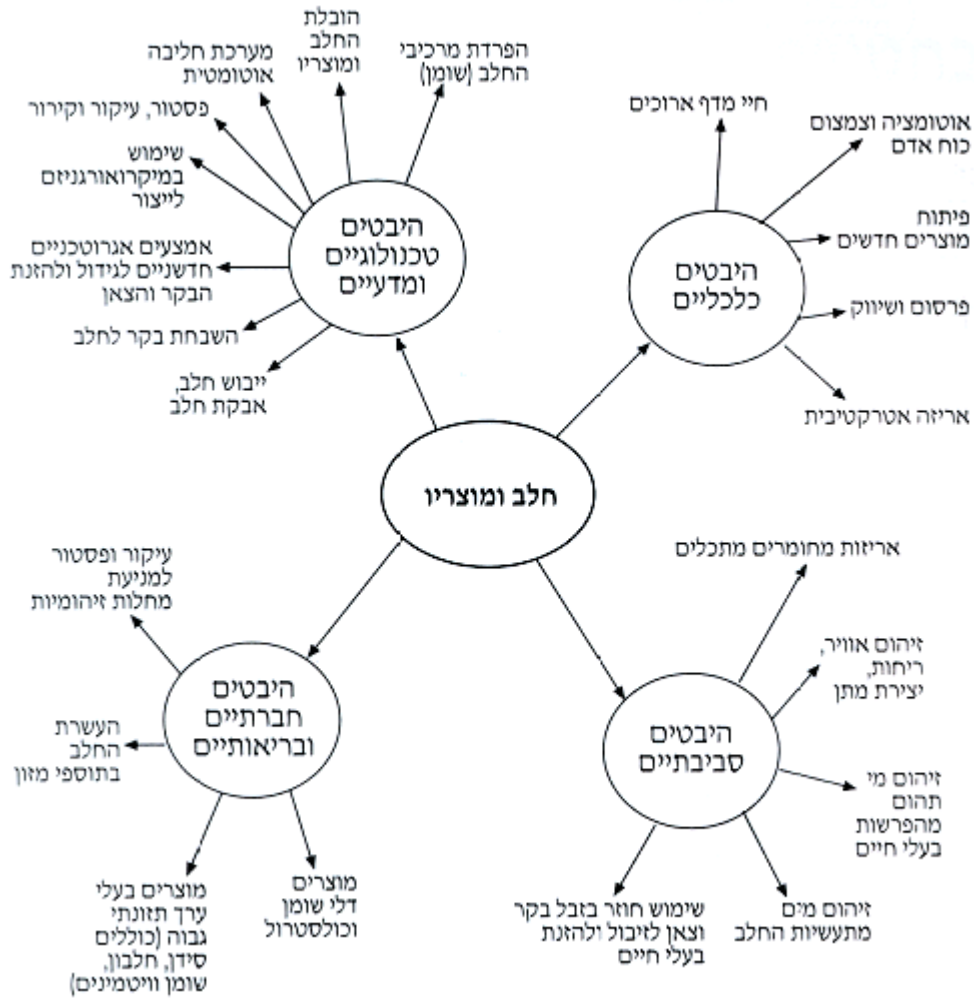 חלב ומוצריו
היבטים
טכנולוגיים
ומדעיים
הפרדת מרכיבי
החלב (שומן)
הובלת
החלב
ומוצריו
מערכת חליבה
אוטומטית
פסטור, עיקור וקירור
שימוש
במיקרואורגניזם
לייצור
אמצעים אגרוטכניים
חדשניים לגידול ולהזנת
הבקר והצאן
השבחת בקר לחלב
ייבוש חלב,
אבקת חלב
היבטים
כלכליים
חיי מדף ארוכים
אוטומציה וצמצום
כוח אדם
פיתוח
מוצרים חדשים
פרסום ושיווק
אריזה אטרקטיבית
היבטים
סביבתיים
אריזות מחומרים מתכלים
זיהום אוויר,
ריחות,
יצירת מתן
זיהום מי
תהום
מהפרשות
בעלי חיים
זיהום מים
מתעשיות החלב
שימוש חוזר בזבל בקר
וצאן לזיבול ולהזנת
בעלי חיים
היבטים
חברתיים
ובריאותיים
עיקור ופסטור
למניעת
מחלות זיהומיות
העשרת
החלב
בתוספי מזון
מוצרים בעלי
ערך תזונתי
גבוה (כוללים
סידן, חלבון,
שומן וויטמינים)
מוצרים
דלי שומן
וכולסטרול